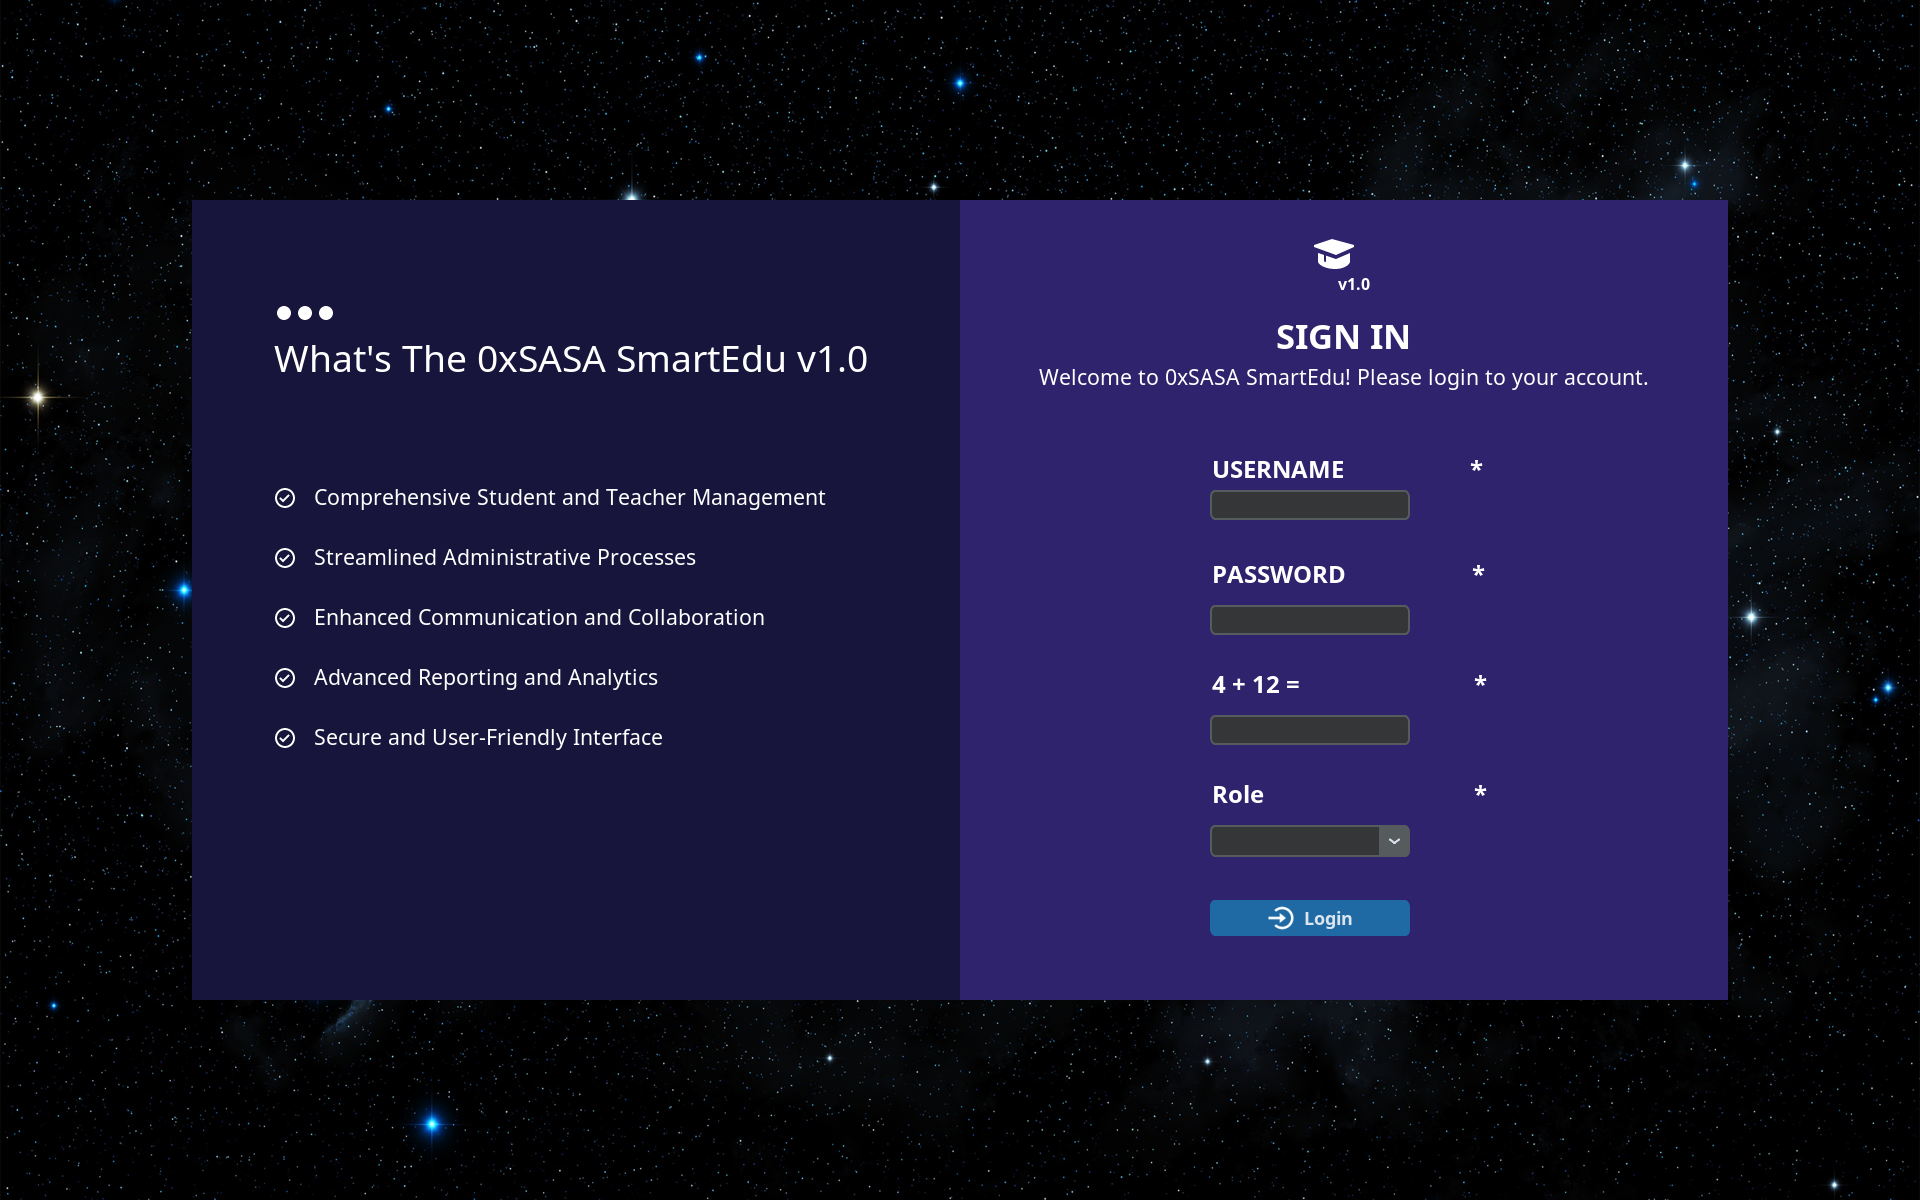 What's The 0xSASA SmartEdu v1.0
Comprehensive Student and Teacher Management
Streamlined Administrative Processes
Enhanced Communication and Collaboration
Advanced Reporting and Analytics
Secure and User-Friendly Interface
v1.0
SIGN IN
Welcome to 0xSASA SmartEdu! Please login to your account.
USERNAME *
PASSWORD *
4 + 12 = *
Role *
Login